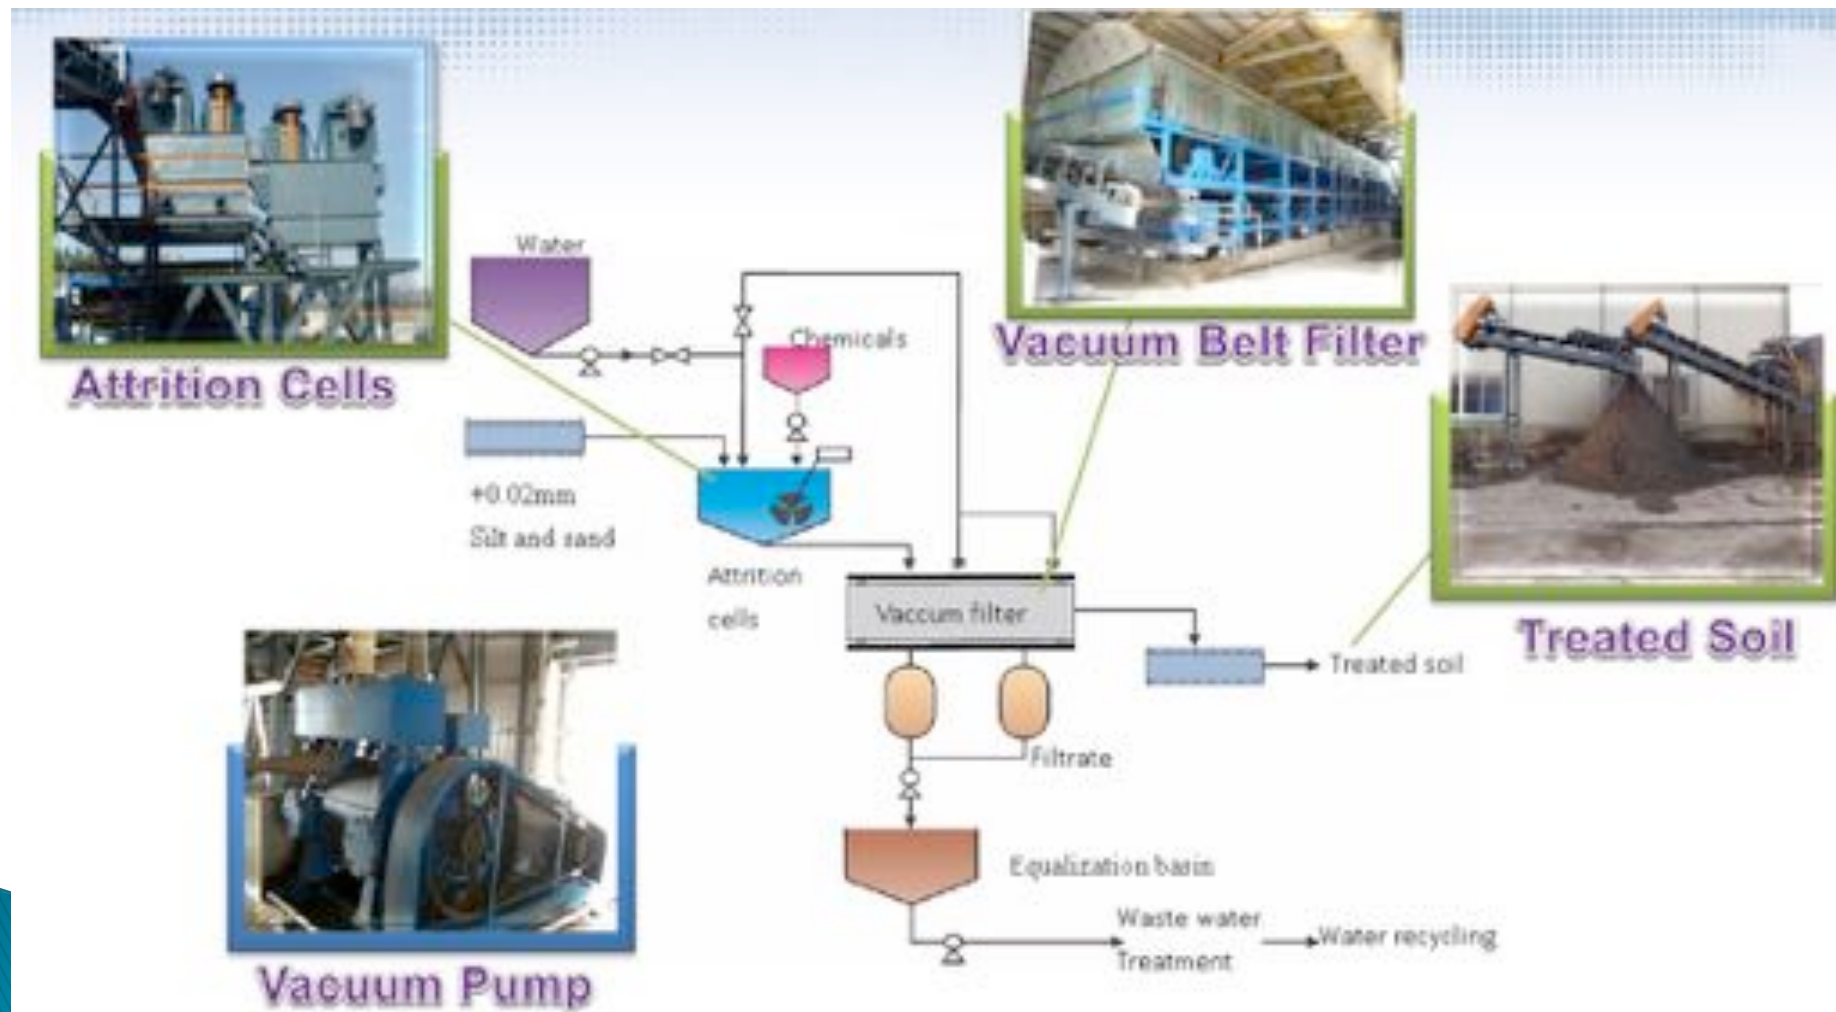 Water
Chemicals
Vacuum Belt Filter
Attrition Cells
+0.02mm
Silt and sand
Attrition
cells
Vaccum filter
Treated Soil
Treated soil
Filtrate
Equalization basin
Waste water
Treatment
Water recycling
Vacuum Pump